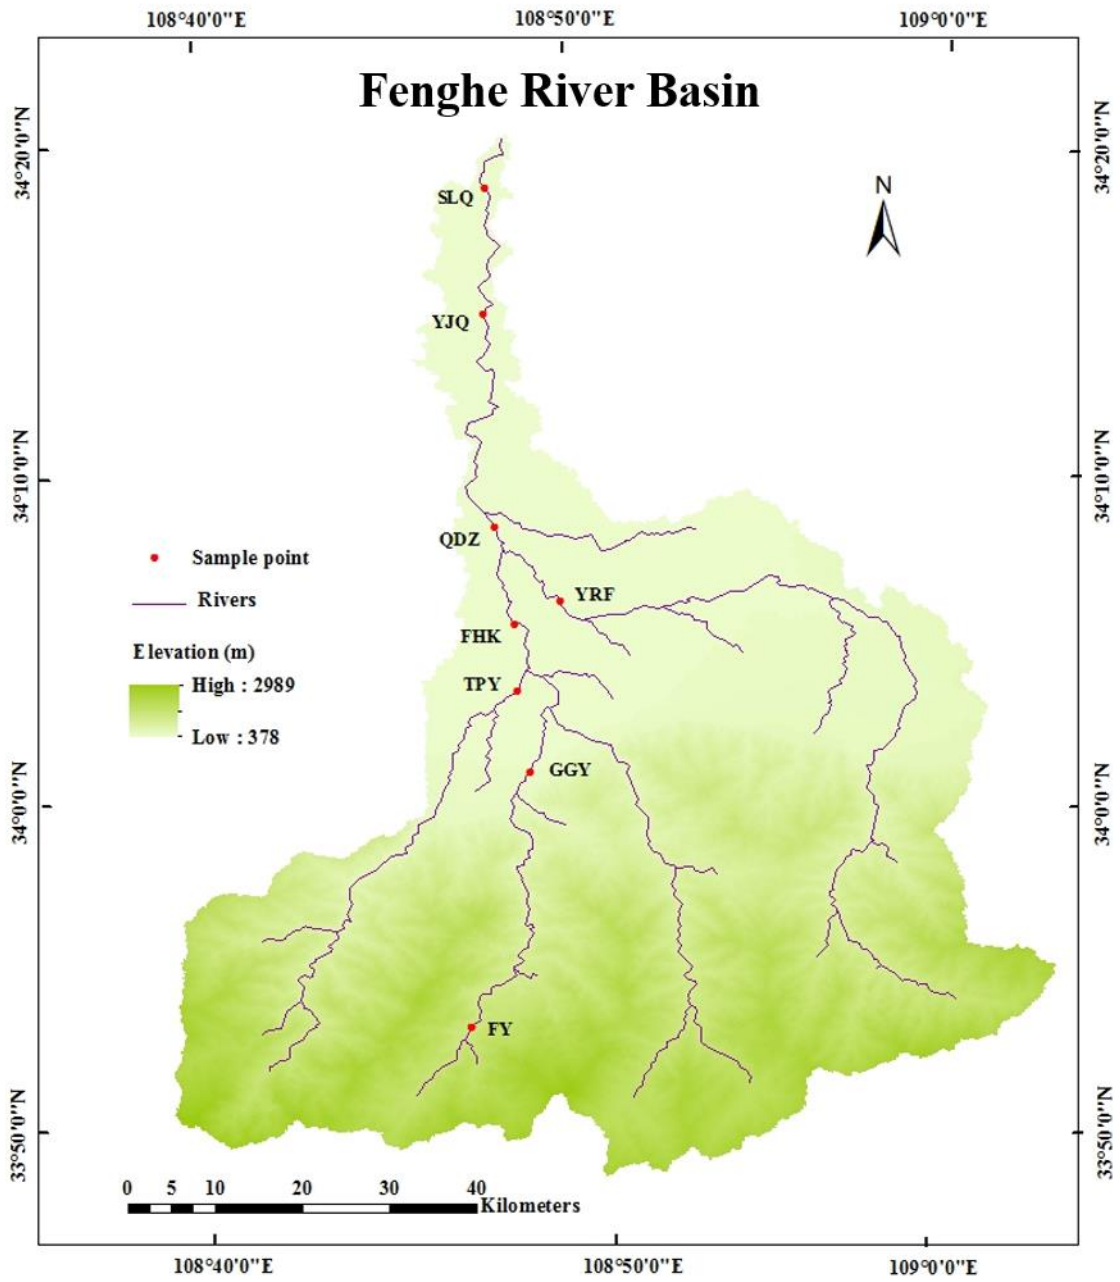 108°40'0"E
108°50'0"E
109°0'0"E
Fenghe River Basin
34°20'0"N
34°20'0"N
N
SLQ
YJQ
34°10'0"N
34°10'0"N
QDZ
Sample point
YRF
Rivers
FHK
Elevation (m)
TPY
High : 2989
Low : 378
GGY
34°0'0"N
34°0'0"N
FY
33°50'0"N
33°50'0"N
0 5 10 20 30 40
Kilometers
108°40'0"E
108°50'0"E
109°0'0"E